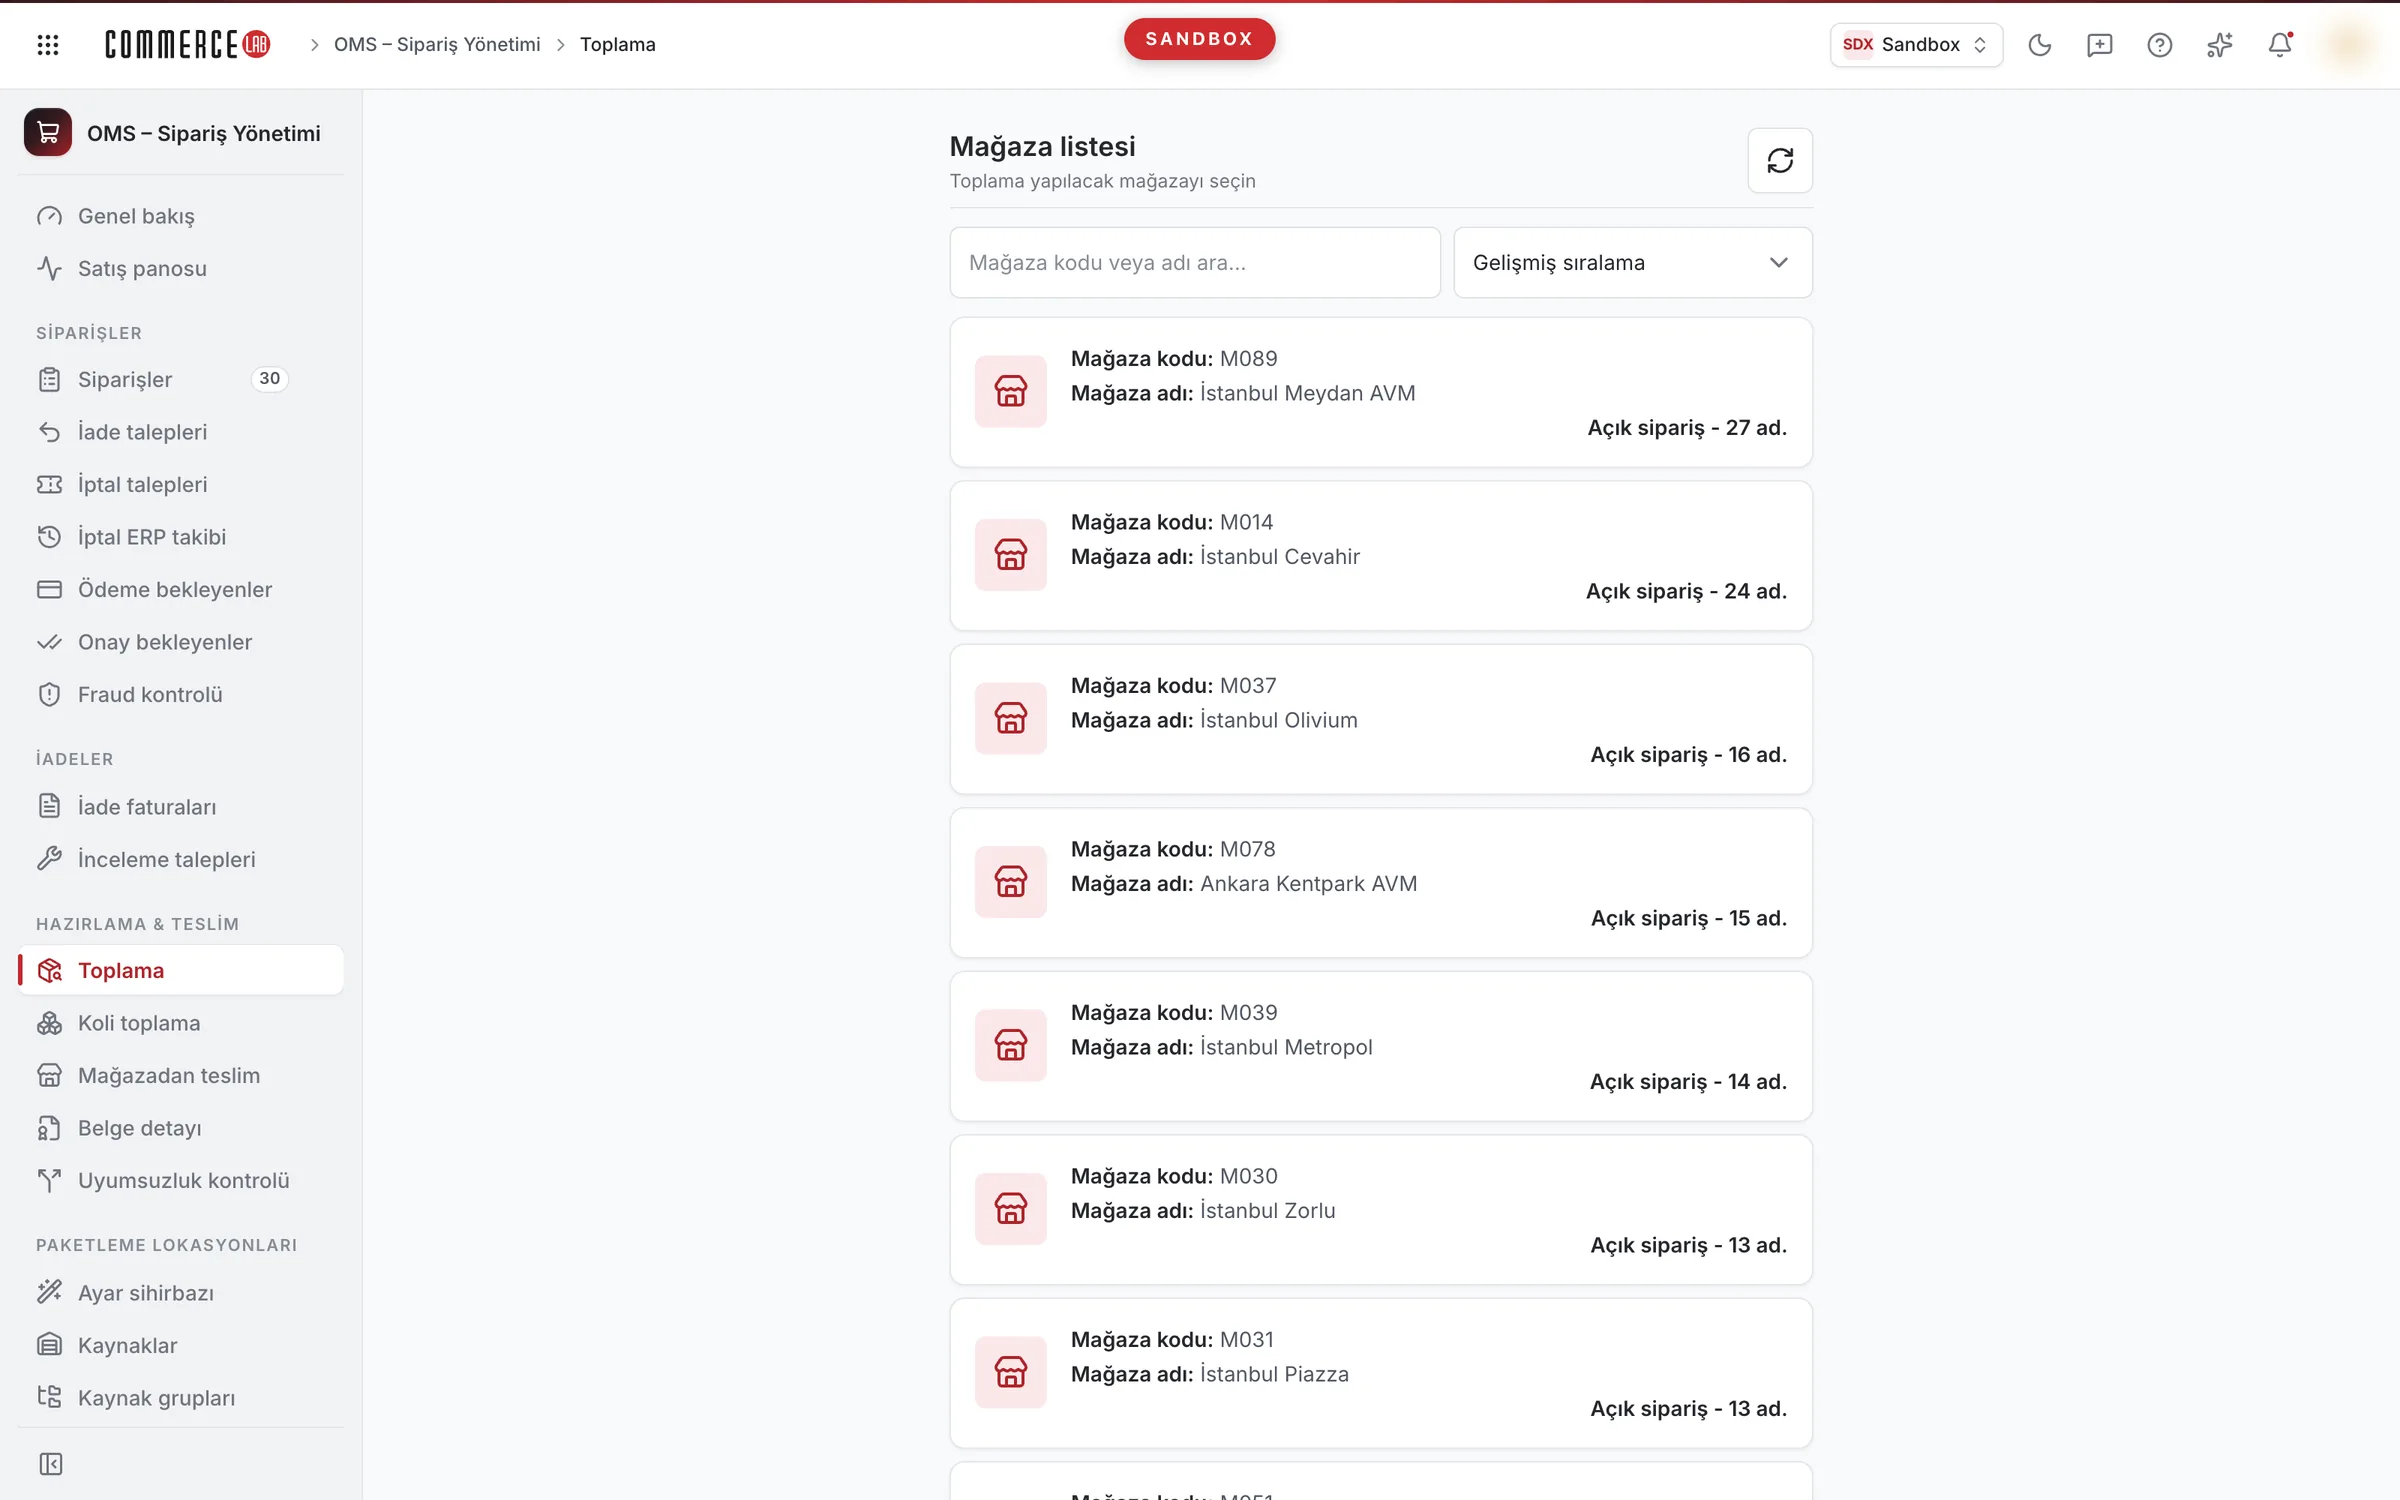 COMMERCE LAB
OMS – Sipariş Yönetimi
Toplama
SANDBOX
SDX Sandbox
OMS – Sipariş Yönetimi
Genel bakış
Satış panosu
SİPARİŞLER
Siparişler 30
İade talepleri
İptal talepleri
İptal ERP takibi
Ödeme bekleyenler
Onay bekleyenler
Fraud kontrolü
İADELER
İade faturaları
İnceleme talepleri
HAZIRLAMA & TESLİM
Toplama
Koli toplama
Mağazadan teslim
Belge detayı
Uyumsuzluk kontrolü
PAKETLEME LOKASYONLARI
Ayar sihirbazı
Kaynaklar
Kaynak grupları
Mağaza listesi
Toplama yapılacak mağazayı seçin
Mağaza kodu veya adı ara...
Gelişmiş sıralama
Mağaza kodu: M089
Mağaza adı: İstanbul Meydan AVM
Açık sipariş - 27 ad.
Mağaza kodu: M014
Mağaza adı: İstanbul Cevahir
Açık sipariş - 24 ad.
Mağaza kodu: M037
Mağaza adı: İstanbul Olivium
Açık sipariş - 16 ad.
Mağaza kodu: M078
Mağaza adı: Ankara Kentpark AVM
Açık sipariş - 15 ad.
Mağaza kodu: M039
Mağaza adı: İstanbul Metropol
Açık sipariş - 14 ad.
Mağaza kodu: M030
Mağaza adı: İstanbul Zorlu
Açık sipariş - 13 ad.
Mağaza kodu: M031
Mağaza adı: İstanbul Piazza
Açık sipariş - 13 ad.
Mağaza kodu: